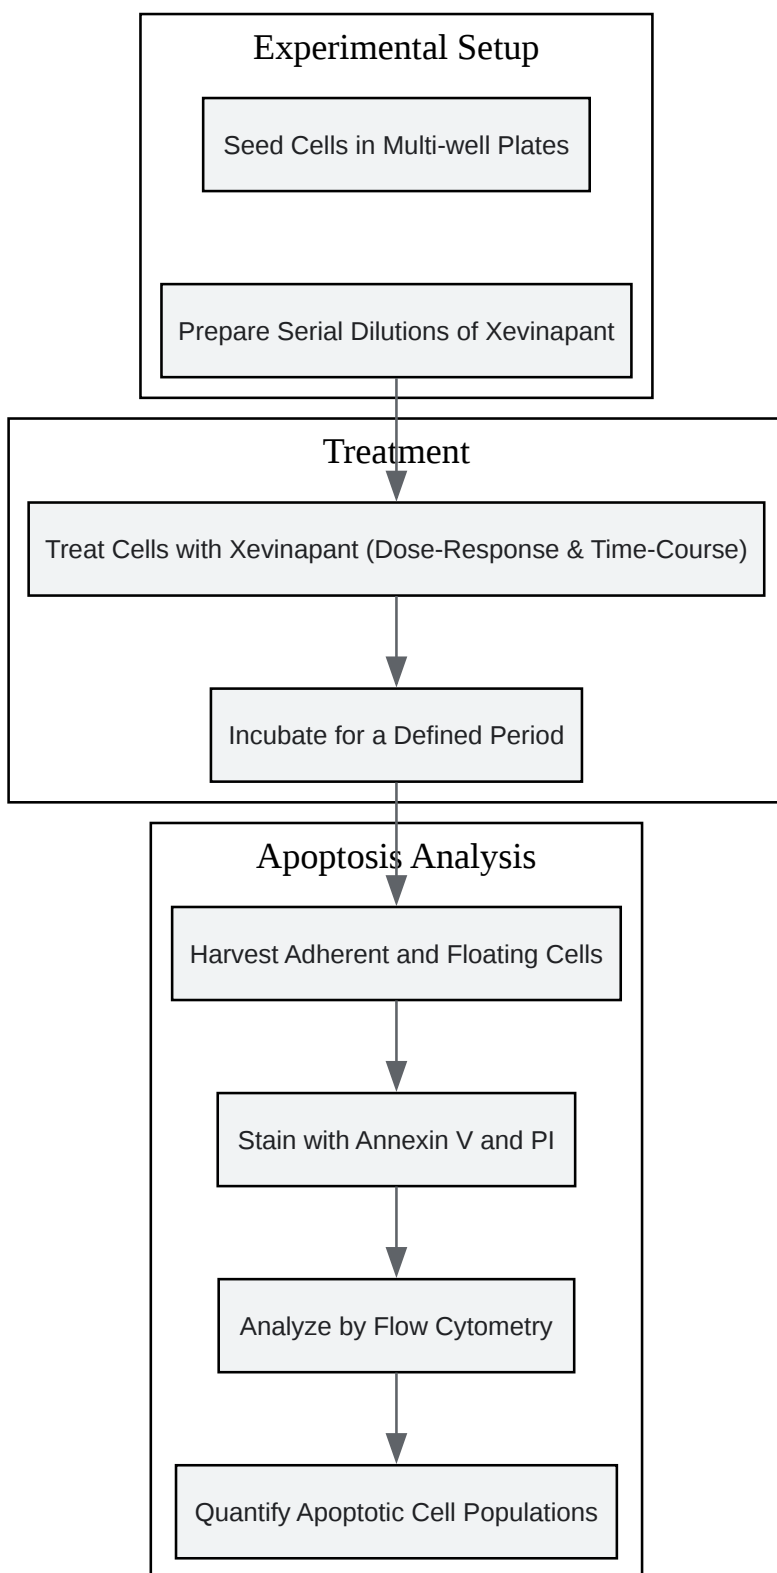 Experimental Setup
Seed Cells in Multi-well Plates
Prepare Serial Dilutions of Xevinapant
Treatment
Treat Cells with Xevinapant (Dose-Response & Time-Course)
Incubate for a Defined Period
Apoptosis Analysis
Harvest Adherent and Floating Cells
Stain with Annexin V and PI
Analyze by Flow Cytometry
Quantify Apoptotic Cell Populations